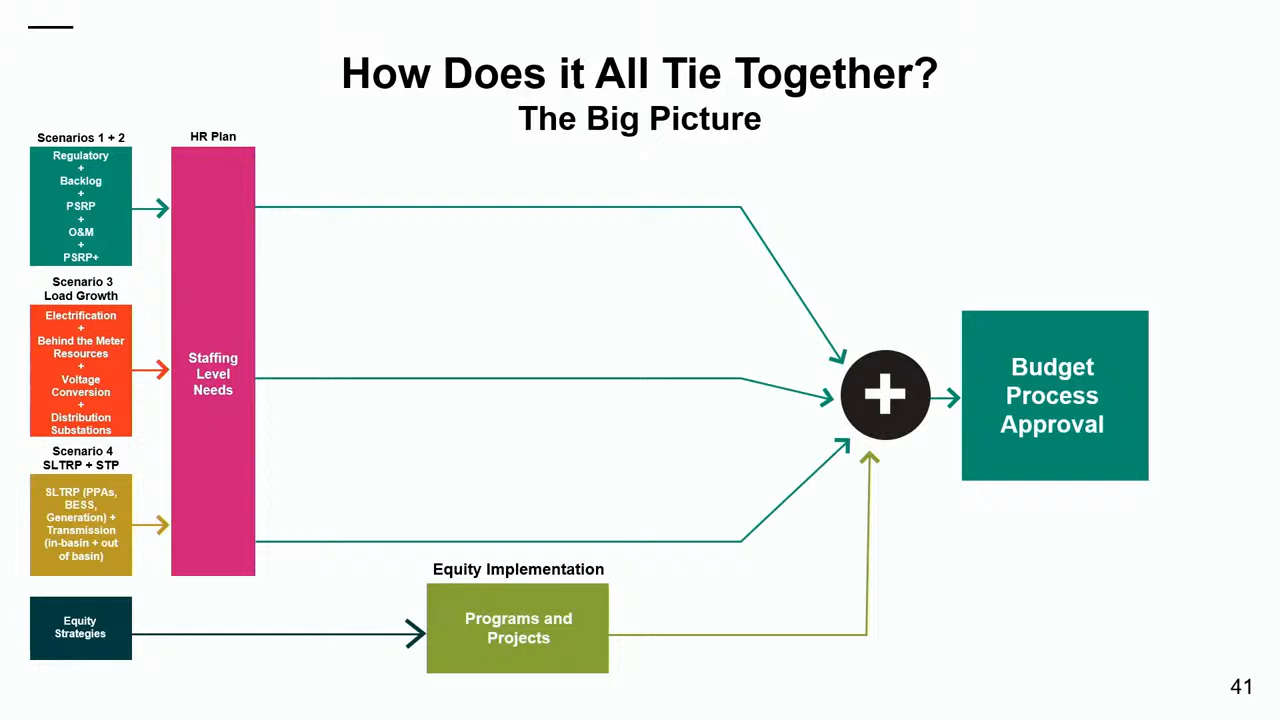 How Does it All Tie Together?
The Big Picture
Scenarios 1 + 2
Regulatory
+
Backlog
+
PSRP
+
O&M
+
PSRP+
Scenario 3
Load Growth
Electrification
+
Behind the Meter
Resources
+
Voltage
Conversion
+
Distribution
Substations
Scenario 4
SLTRP + STP
SLTRP (PPAs,
BESS,
Generation) +
Transmission
(in-basin + out
of basin)
Equity
Strategies
HR Plan
Staffing
Level
Needs
Equity Implementation
Programs and
Projects
+
Budget
Process
Approval
41